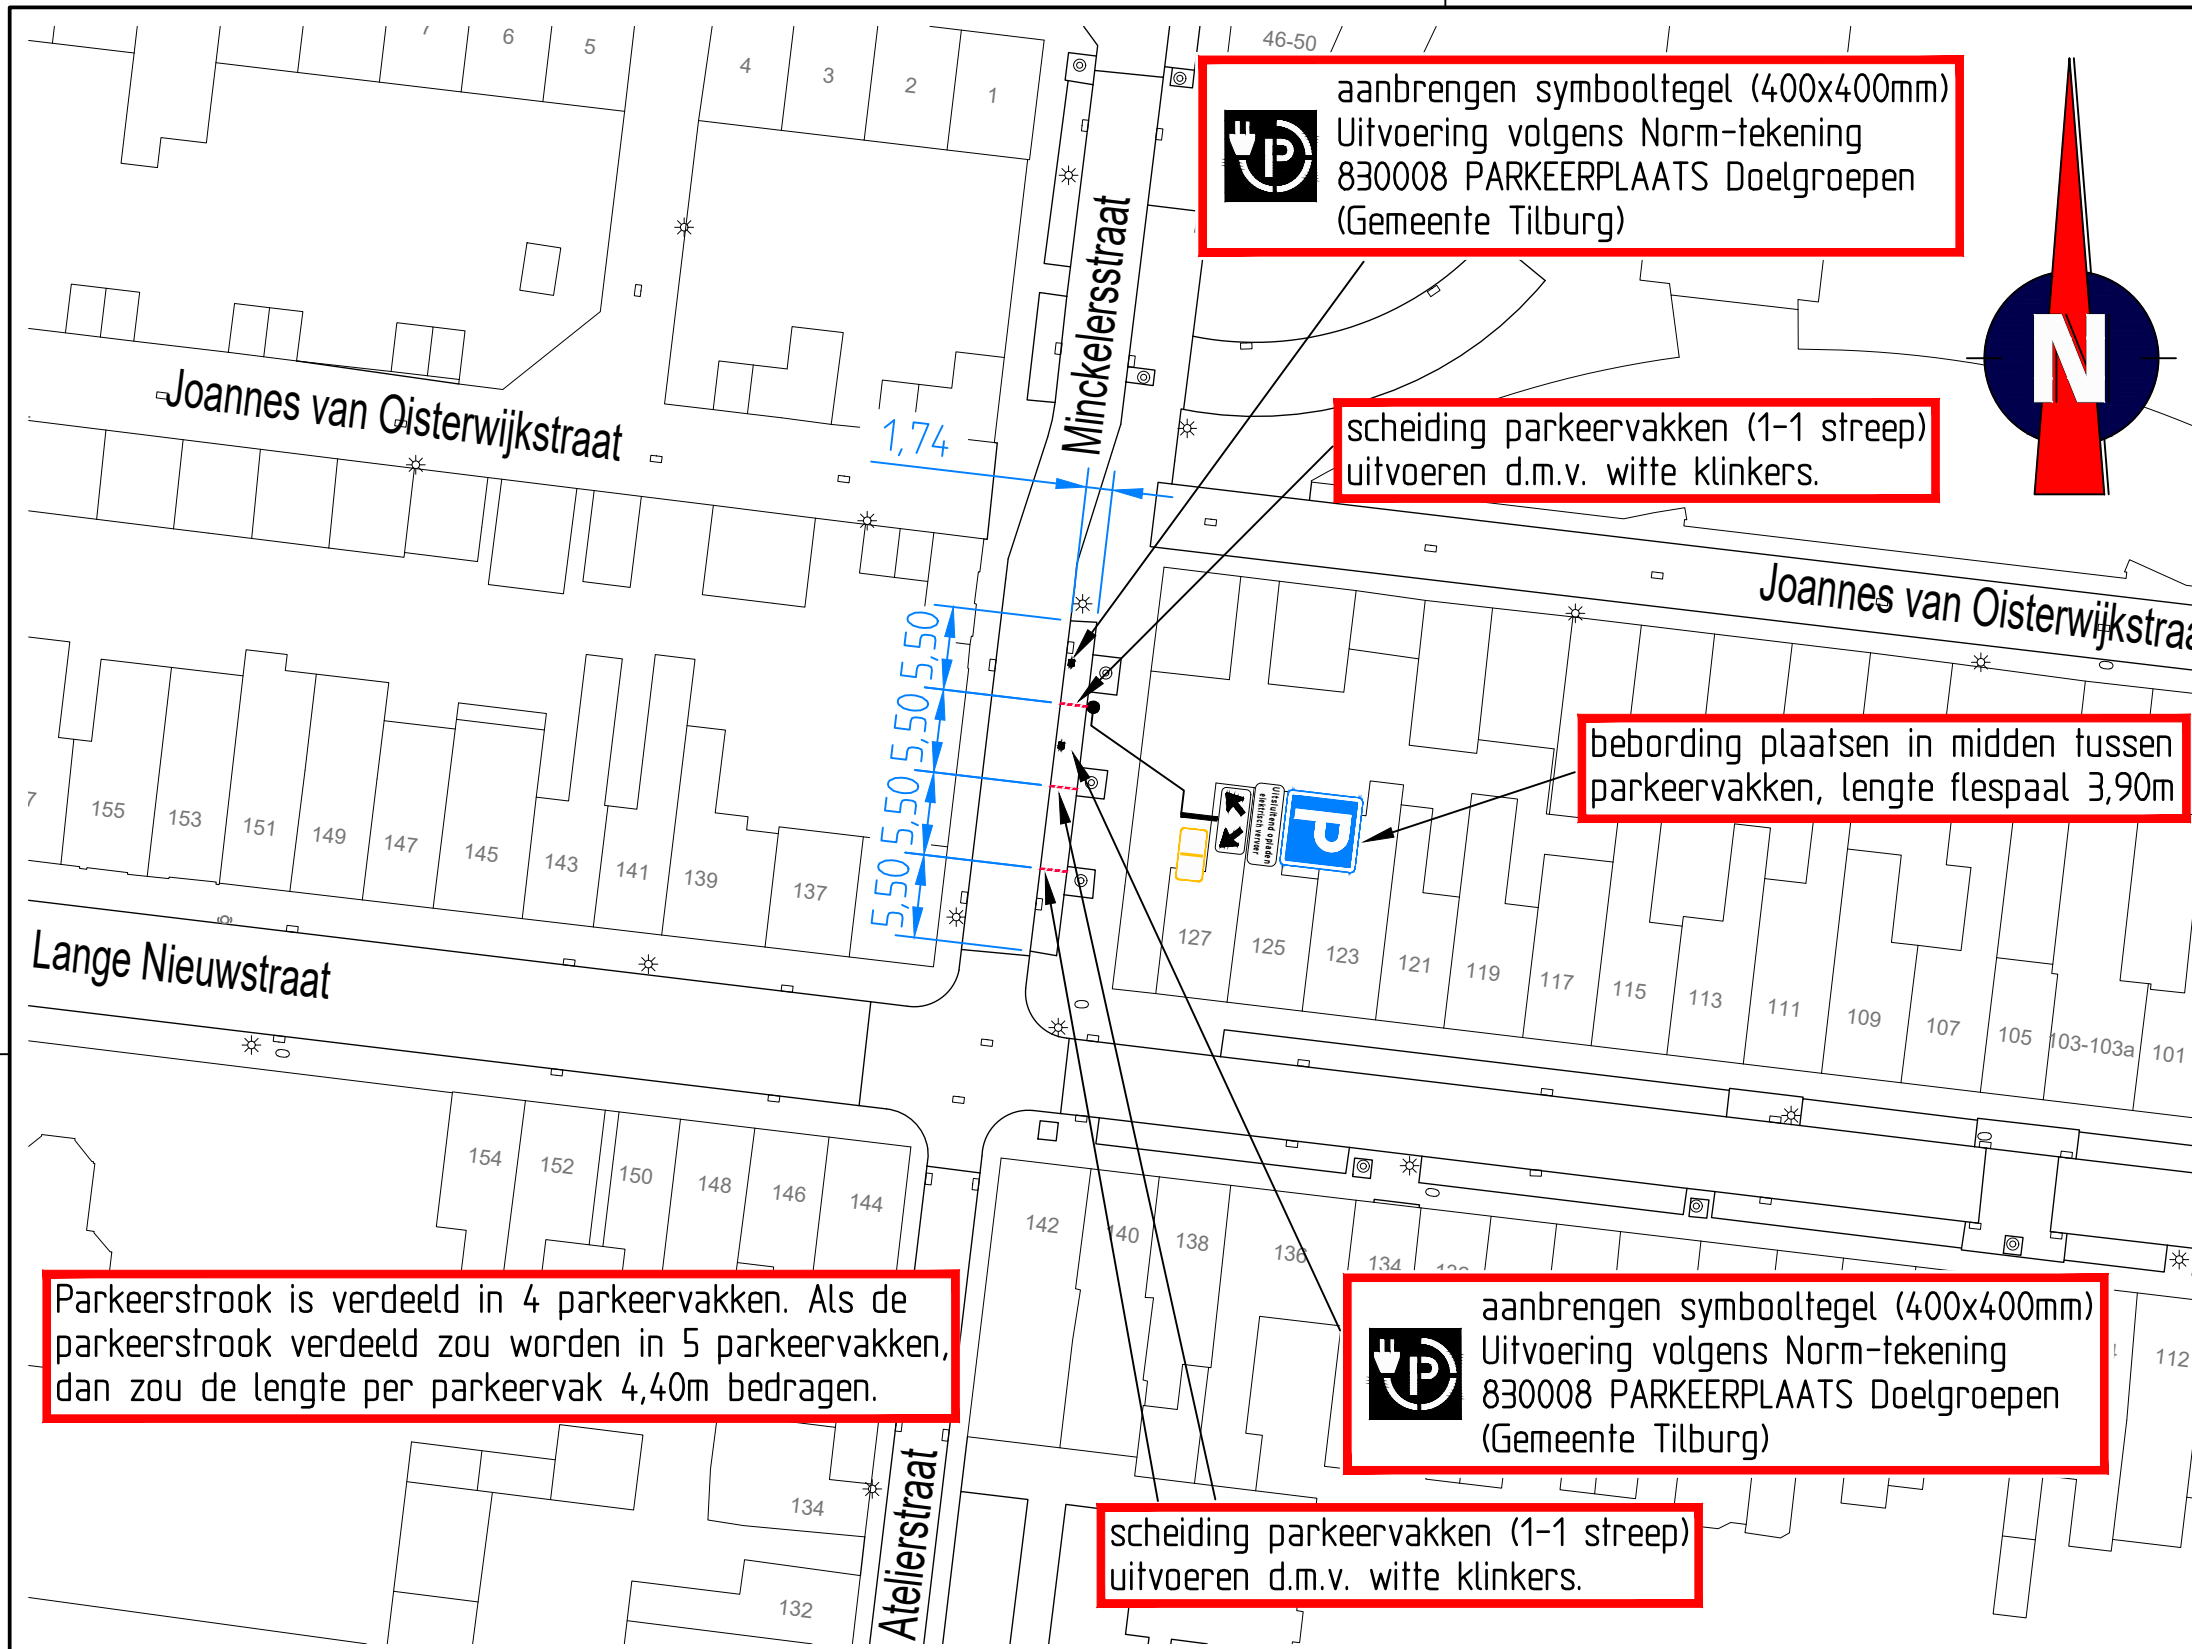 7
6
5
4
3
2
1
46-50
aanbrengen symbooltegel (400x400mm)
Uitvoering volgens Norm-tekening
830008 PARKEERPLAATS Doelgroepen
(Gemeente Tilburg)
P
N
Minckelersstraat
Joannes van Oisterwijkstraat
1,74
scheiding parkeervakken (1-1 streep)
uitvoeren d.m.v. witte klinkers.
Joannes van Oisterwijkstraa
5,50
5,50
5,50
5,50
bebording plaatsen in midden tussen
parkeervakken, lengte flespaal 3,90m
Uitsluitend opladen
elektrisch vervoer
P
7
155
153
151
149
147
145
143
141
139
137
127
125
123
121
119
117
115
113
111
109
107
105
103-103a
101
Lange Nieuwstraat
154
152
150
148
146
144
142
140
138
136
134
112
Parkeerstrook is verdeeld in 4 parkeervakken. Als de
parkeerstrook verdeeld zou worden in 5 parkeervakken,
dan zou de lengte per parkeervak 4,40m bedragen.
aanbrengen symbooltegel (400x400mm)
Uitvoering volgens Norm-tekening
830008 PARKEERPLAATS Doelgroepen
(Gemeente Tilburg)
P
Atelierstraat
134
132
scheiding parkeervakken (1-1 streep)
uitvoeren d.m.v. witte klinkers.